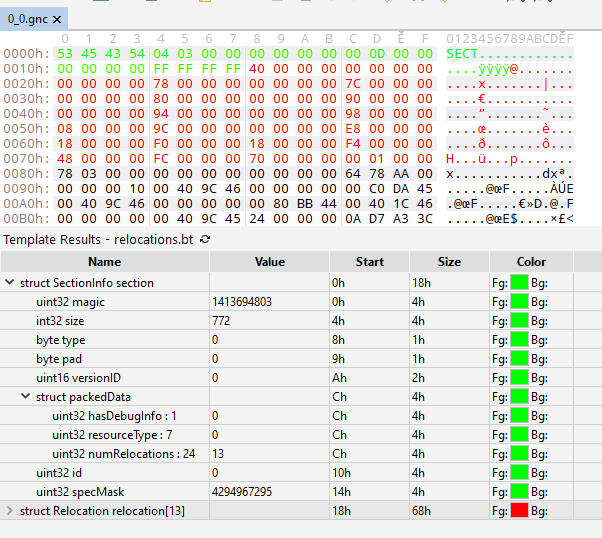 0_0.gnc ×
0 1 2 3 4 5 6 7 8 9 A B C D E F 0123456789ABCDEF
0000h: 53 45 43 54 04 03 00 00 00 00 00 00 00 0D 00 00 SECT............
0010h: 00 00 00 00 FF FF FF FF 40 00 00 00 00 00 00 00 ....ÿÿÿÿ@.......
0020h: 00 00 00 00 78 00 00 00 00 00 00 00 7C 00 00 00 ....x.......|...
0030h: 00 00 00 00 80 00 00 00 00 00 00 00 90 00 00 00 ....€...........
0040h: 00 00 00 00 94 00 00 00 00 00 00 00 98 00 00 00 ....”.......˜...
0050h: 08 00 00 00 9C 00 00 00 00 00 00 00 E8 00 00 00 ....œ.......è...
0060h: 18 00 00 00 F0 00 00 00 18 00 00 00 F4 00 00 00 ....ð.......ô...
0070h: 48 00 00 00 FC 00 00 00 70 00 00 00 00 00 01 00 H...ü...p.......
0080h: 78 03 00 00 00 00 00 00 00 00 00 00 64 78 AA 00 x...........dxª.
0090h: 00 00 00 10 00 40 9C 46 00 00 00 00 00 C0 DA 45 .....@œF.....ÀÚE
00A0h: 00 40 9C 46 00 00 00 00 00 80 BB 44 00 40 1C 46 .@œF.....€»D.@.F
00B0h: 00 00 00 00 00 40 9C 45 24 00 00 00 0A D7 A3 3C .....@œE$....×£<
Template Results - relocations.bt
Name Value Start Size Color
struct SectionInfo section 0h 18h Fg: Bg:
uint32 magic 1413694803 0h 4h Fg: Bg:
int32 size 772 4h 4h Fg: Bg:
byte type 0 8h 1h Fg: Bg:
byte pad 0 9h 1h Fg: Bg:
uint16 versionID 0 Ah 2h Fg: Bg:
struct packedData Ch 4h Fg: Bg:
uint32 hasDebugInfo : 1 0 Ch 4h Fg: Bg:
uint32 resourceType : 7 0 Ch 4h Fg: Bg:
uint32 numRelocations : 24 13 Ch 4h Fg: Bg:
uint32 id 0 10h 4h Fg: Bg:
uint32 specMask 4294967295 14h 4h Fg: Bg:
struct Relocation relocation[13] 18h 68h Fg: Bg: